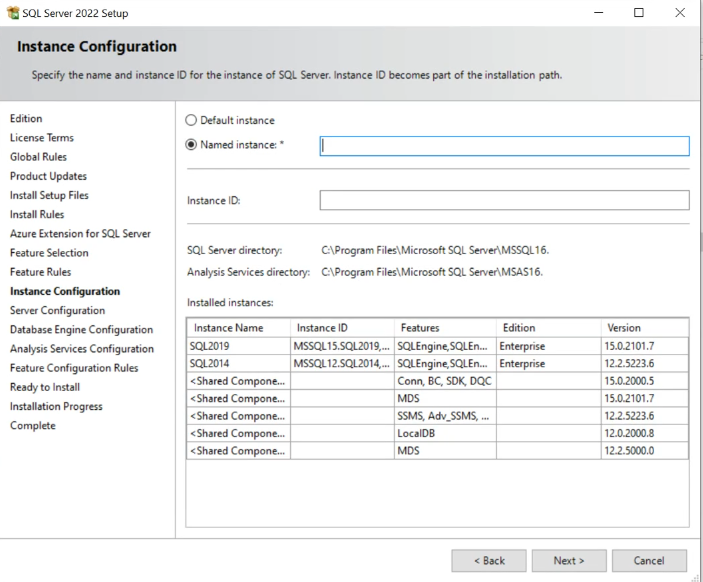 SQL Server 2022 Setup
Instance Configuration
Specify the name and instance ID for the instance of SQL Server. Instance ID becomes part of the installation path.
Edition
License Terms
Global Rules
Product Updates
Install Setup Files
Install Rules
Azure Extension for SQL Server
Feature Selection
Feature Rules
Instance Configuration
Server Configuration
Database Engine Configuration
Analysis Services Configuration
Feature Configuration Rules
Ready to Install
Installation Progress
Complete
Default instance
Named instance: *
Instance ID:
SQL Server directory: C:\Program Files\Microsoft SQL Server\MSSQL16.
Analysis Services directory: C:\Program Files\Microsoft SQL Server\MSAS16.
Installed instances:
Instance Name Instance ID Features Edition Version
SQL2019 MSSQL15.SQL2019,... SQLEngine,SQLEn... Enterprise 15.0.2101.7
SQL2014 MSSQL12.SQL2014,... SQLEngine,SQLEn... Enterprise 12.2.5223.6
<Shared Compone... Conn, BC, SDK, DQC 15.0.2000.5
<Shared Compone... MDS 15.0.2101.7
<Shared Compone... SSMS, Adv_SSMS, ... 12.2.5223.6
<Shared Compone... LocalDB 12.0.2000.8
<Shared Compone... MDS 12.2.5000.0
< Back Next > Cancel